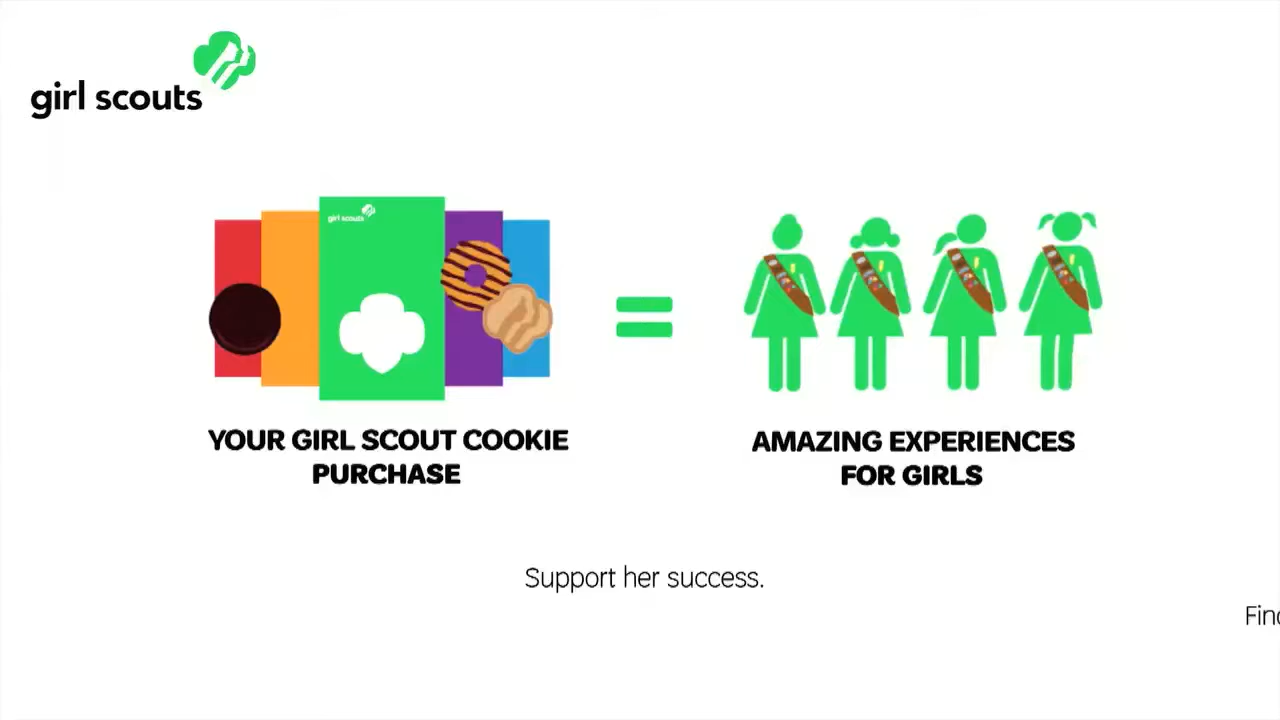 girl scouts
girl scouts
YOUR GIRL SCOUT COOKIE
PURCHASE
AMAZING EXPERIENCES
FOR GIRLS
Support her success.